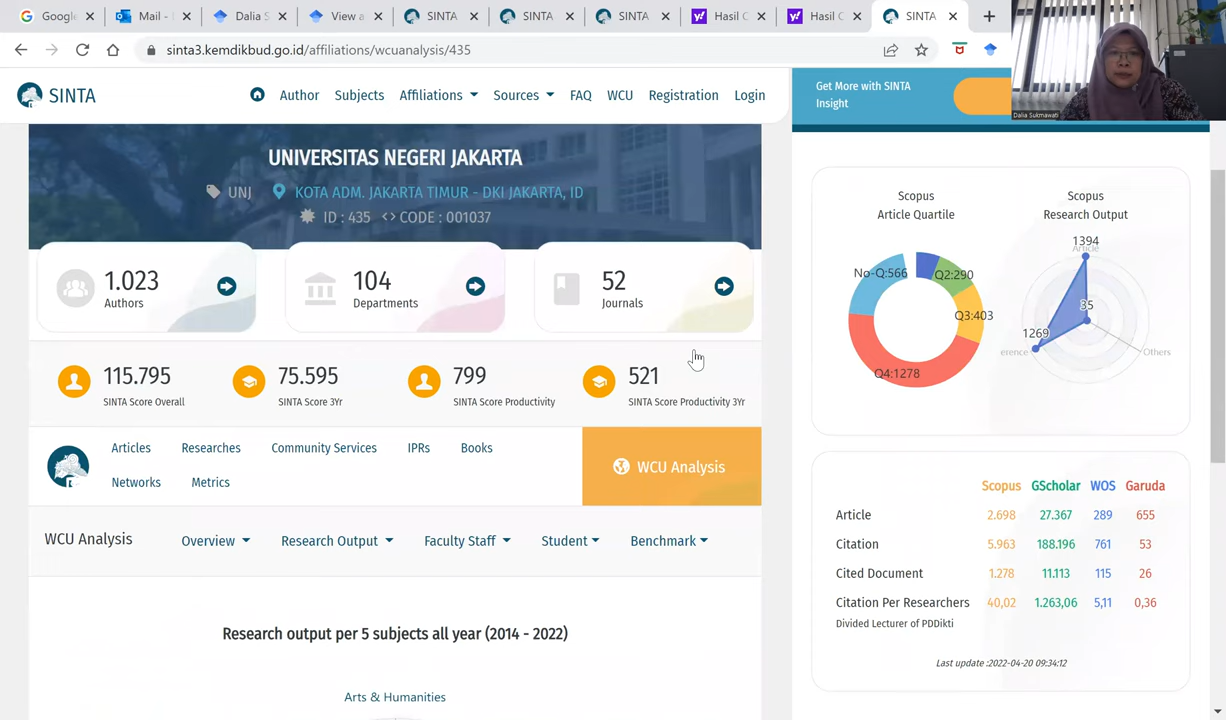 Google
Mail -
Dalia S
View a
SINTA
SINTA
SINTA
Hasil C
Hasil C
SINTA
sinta3.kemdikbud.go.id/affiliations/wcuanalysis/435
Dalia Sukmawati
SINTA
Author
Subjects
Affiliations
Sources
FAQ
WCU
Registration
Login
Get More with SINTA
Insight
UNIVERSITAS NEGERI JAKARTA
UNJ KOTA ADM. JAKARTA TIMUR - DKI JAKARTA, ID
ID : 435 <> CODE : 001037
1.023
Authors
104
Departments
52
Journals
115.795
SINTA Score Overall
75.595
SINTA Score 3Yr
799
SINTA Score Productivity
521
SINTA Score Productivity 3Yr
Articles Researches Community Services IPRs Books
Networks Metrics
WCU Analysis
WCU Analysis
Overview
Research Output
Faculty Staff
Student
Benchmark
Research output per 5 subjects all year (2014 - 2022)
Arts & Humanities
Scopus
Article Quartile
No-Q:566
Q2:290
Q3:403
Q4:1278
Scopus
Research Output
1394
Article
35
1269
erence
Others
Scopus GScholar WOS Garuda
Article 2.698 27.367 289 655
Citation 5.963 188.196 761 53
Cited Document 1.278 11.113 115 26
Citation Per Researchers 40,02 1.263,06 5,11 0,36
Divided Lecturer of PDDikti
Last update :2022-04-20 09:34:12